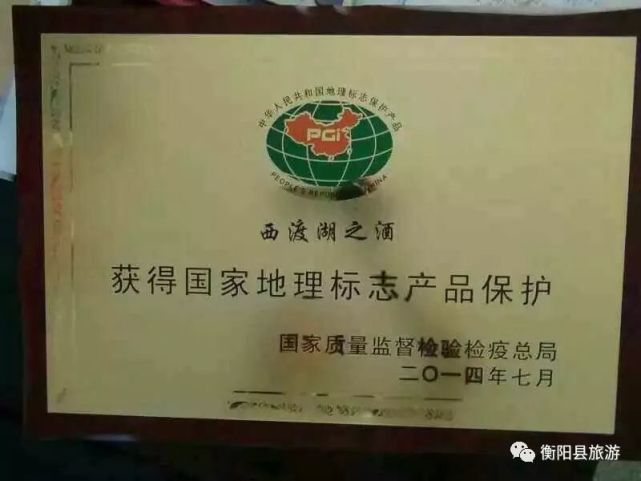 中华人民共和国地理标志保护产品
PGi
PEOPLE'S REPUBLIC CHINA
西渡湖之酒
获得国家地理标志产品保护
国家质量监督检验检疫总局
二〇一四年七月
衡阳县旅游